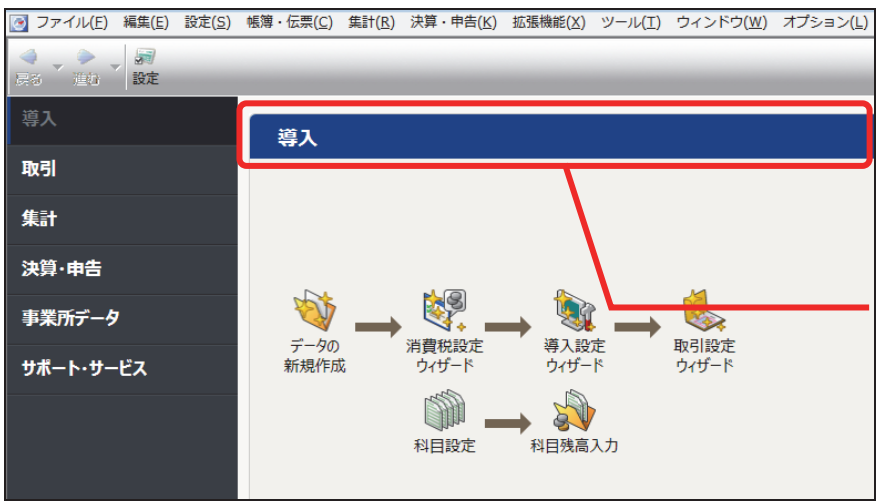 ファイル(F) 編集(E) 設定(S) 帳簿・伝票(C) 集計(R) 決算・申告(K) 拡張機能(X) ツール(T) ウィンドウ(W) オプション(L)
戻る 進む 設定
導入
取引
集計
決算・申告
事業所データ
サポート・サービス
導入
データの
新規作成
消費税設定
ウィザード
導入設定
ウィザード
取引設定
ウィザード
科目設定
科目残高入力